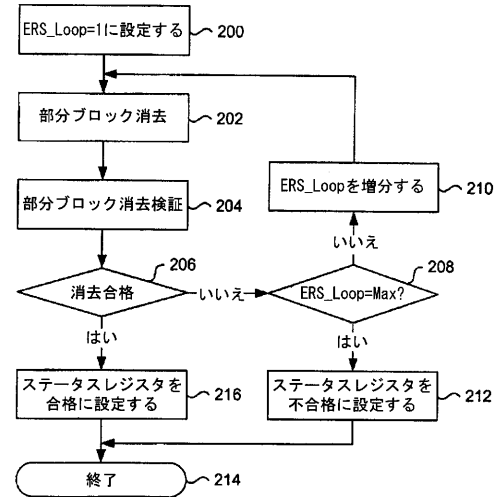 ERS_Loop=1に設定する
200
部分ブロック消去
202
部分ブロック消去検証
204
ERS_Loopを増分する
210
いいえ
206
消去合格
いいえ
208
ERS_Loop=Max?
はい
はい
ステータスレジスタを
合格に設定する
216
ステータスレジスタを
不合格に設定する
212
終了
214